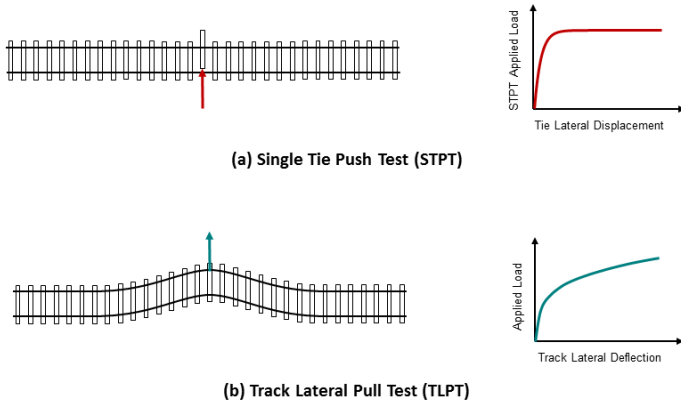 STPT Applied Load
Tie Lateral Displacement
(a) Single Tie Push Test (STPT)
Applied Load
Track Lateral Deflection
(b) Track Lateral Pull Test (TLPT)